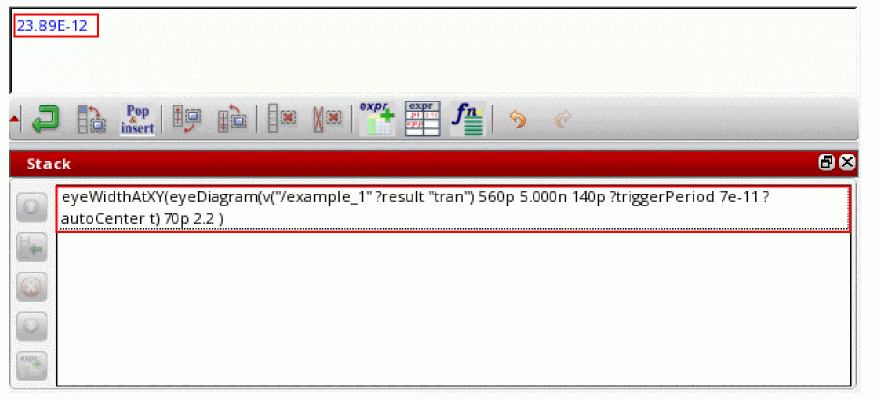 23.89E-12
Pop
&
insert
expr
expr
fn
Stack
eyeWidthAtXY(eyeDiagram(v("/example_1" ?result "tran") 560p 5.000n 140p ?triggerPeriod 7e-11 ?
autoCenter t) 70p 2.2 )
expr